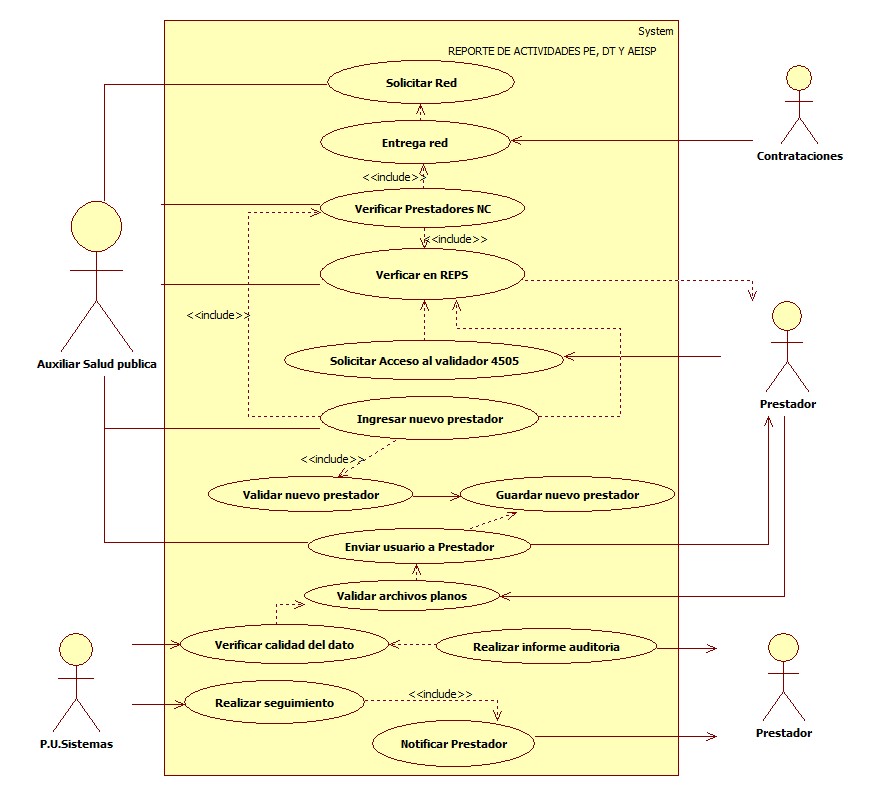 System
REPORTE DE ACTIVIDADES PE, DT Y AEISP
Solicitar Red
Entrega red
Contrataciones
<<include>>
Verificar Prestadores NC
<<include>>
Verficar en REPS
<<include>>
Solicitar Acceso al validador 4505
Auxiliar Salud publica
Prestador
Ingresar nuevo prestador
<<include>>
Validar nuevo prestador
Guardar nuevo prestador
Enviar usuario a Prestador
Validar archivos planos
Verificar calidad del dato
Realizar informe auditoria
<<include>>
Realizar seguimiento
Prestador
P.U.Sistemas
Notificar Prestador